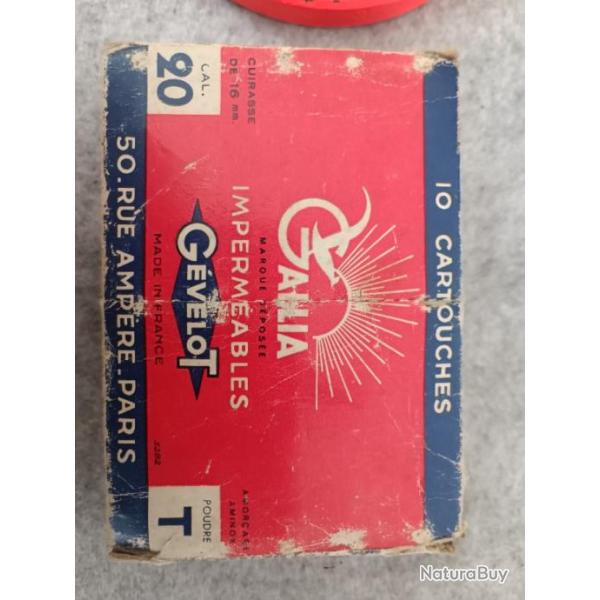 10 CARTOUCHES
GALLIA
MARQUE DÉPOSÉE
IMPERMÉABLES
CUIRASSE
DE 16 mm.
AMORÇAGE
AMINOX
GÉVELOT
MADE IN FRANCE
CAL.
20
POUDRE
T
50.RUE AMPÈRE.PARIS
NaturaBuy